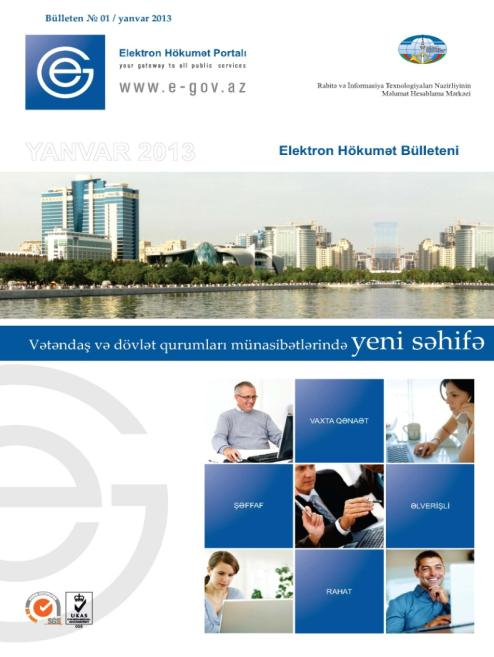 Bülleten № 01 / yanvar 2013
Elektron Hökumət Portalı
your gateway to all public services
www.e-gov.az
Rabitə və İnformasiya Texnologiyaları Nazirliyinin
Məlumat Hesablama Mərkəzi
YANVAR 2013
Elektron Hökumət Bülleteni
Vətəndaş və dövlət qurumları münasibətlərində yeni səhifə
VAXTA QƏNAƏT
ŞƏFFAF
ƏLVERİŞLİ
RAHAT
SGS
UKAS